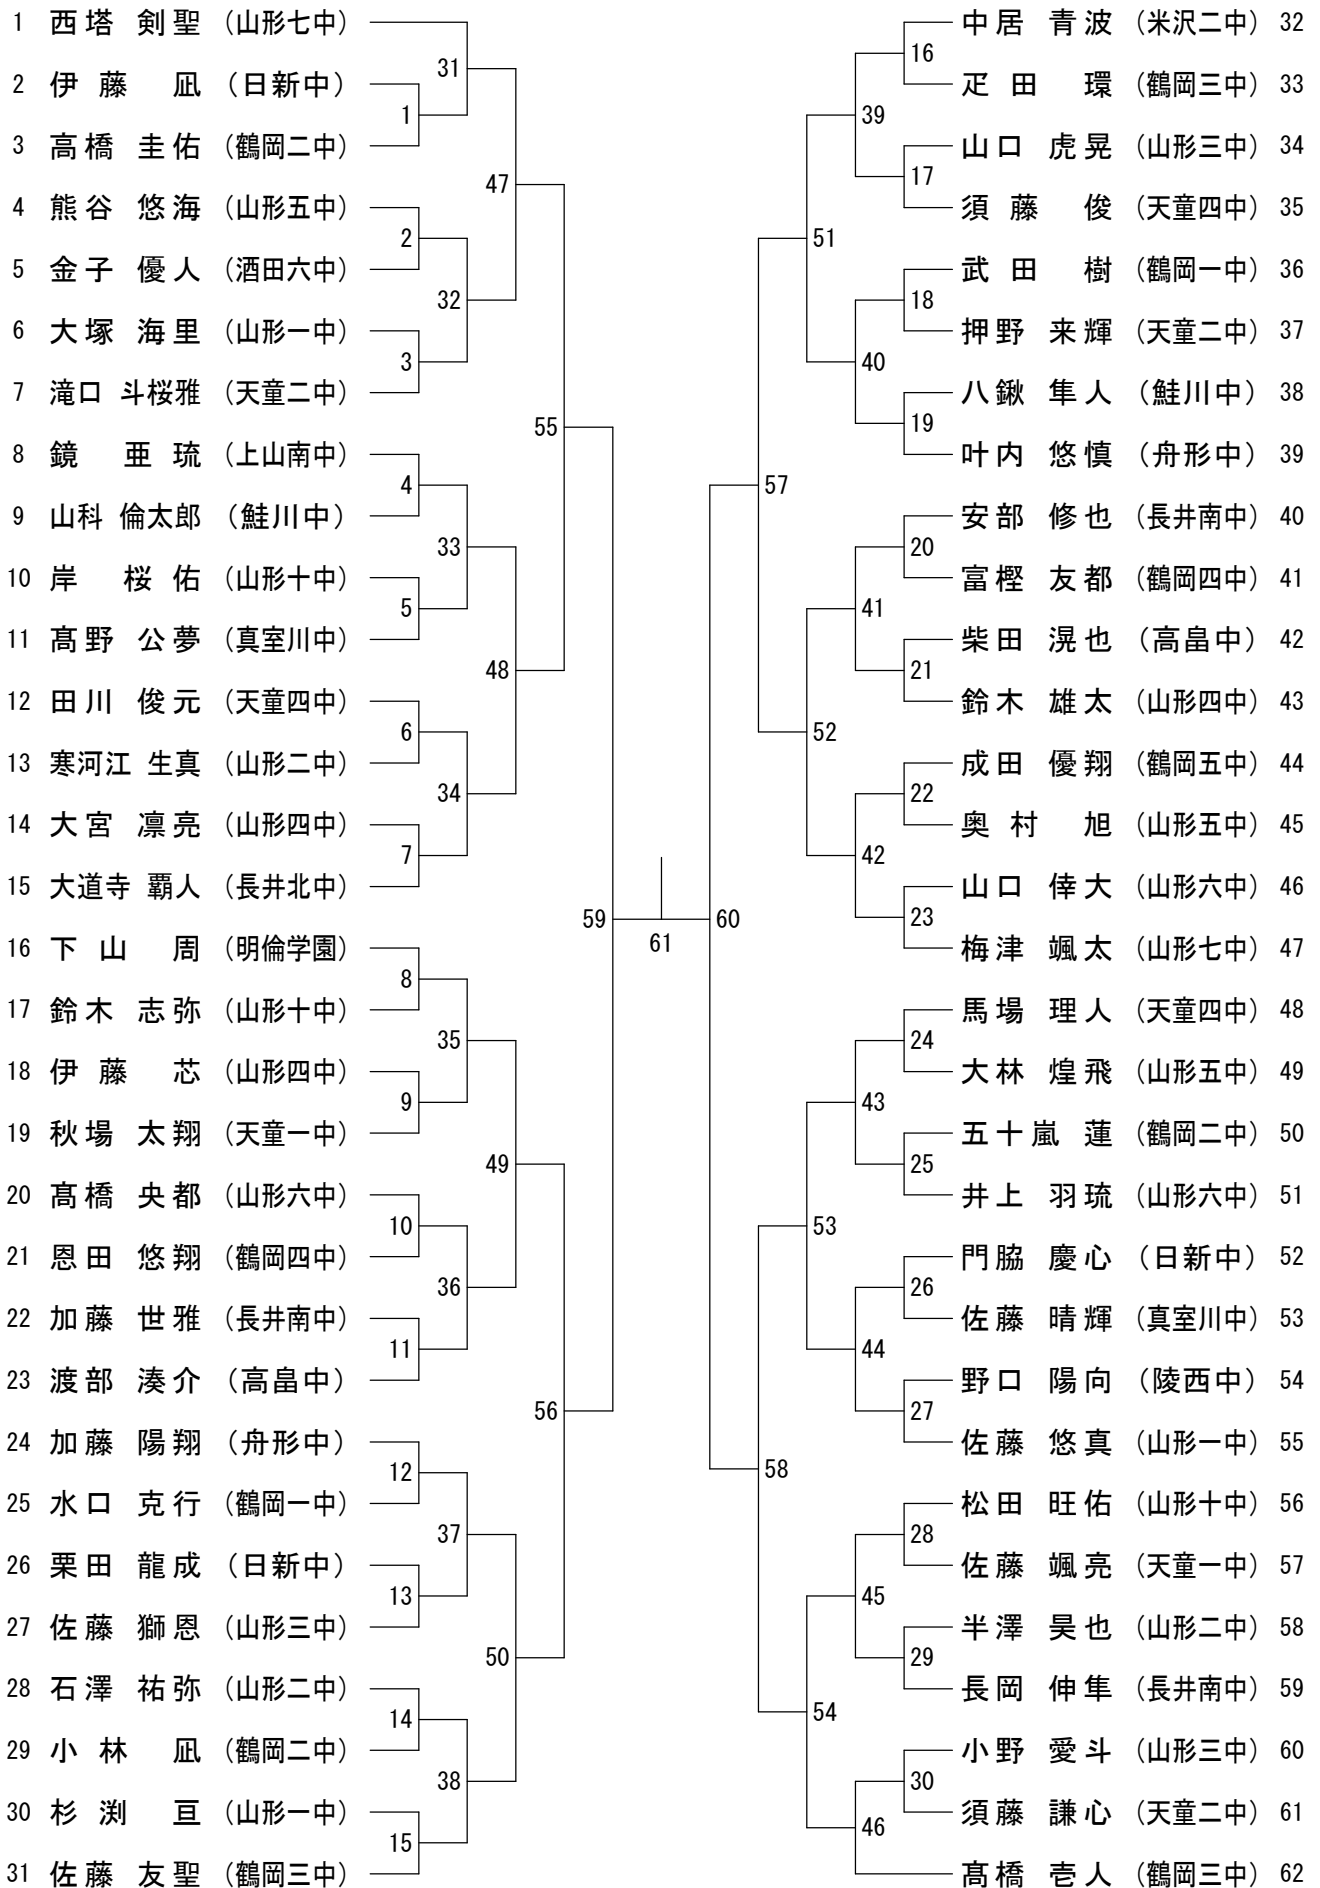 1 西塔 剣聖 (山形七中)
2 伊藤 凪 (日新中)
3 高橋 圭佑 (鶴岡二中)
4 熊谷 悠海 (山形五中)
5 金子 優人 (酒田六中)
6 大塚 海里 (山形一中)
7 滝口 斗桜雅 (天童二中)
8 鏡 亜琉 (上山南中)
9 山科 倫太郎 (鮭川中)
10 岸 桜佑 (山形十中)
11 髙野 公夢 (真室川中)
12 田川 俊元 (天童四中)
13 寒河江 生真 (山形二中)
14 大宮 凛亮 (山形四中)
15 大道寺 覇人 (長井北中)
16 下山 周 (明倫学園)
17 鈴木 志弥 (山形十中)
18 伊藤 芯 (山形四中)
19 秋場 太翔 (天童一中)
20 髙橋 央都 (山形六中)
21 恩田 悠翔 (鶴岡四中)
22 加藤 世雅 (長井南中)
23 渡部 湊介 (高畠中)
24 加藤 陽翔 (舟形中)
25 水口 克行 (鶴岡一中)
26 栗田 龍成 (日新中)
27 佐藤 獅恩 (山形三中)
28 石澤 祐弥 (山形二中)
29 小林 凪 (鶴岡二中)
30 杉渕 亘 (山形一中)
31 佐藤 友聖 (鶴岡三中)
1
2
3
4
5
6
7
8
9
10
11
12
13
14
15
31
32
33
34
35
36
37
38
47
48
49
50
55
56
59
61
60
57
58
51
52
53
54
39
40
41
42
43
44
45
46
16
17
18
19
20
21
22
23
24
25
26
27
28
29
30
中居 青波 (米沢二中) 32
疋田 環 (鶴岡三中) 33
山口 虎晃 (山形三中) 34
須藤 俊 (天童四中) 35
武田 樹 (鶴岡一中) 36
押野 来輝 (天童二中) 37
八鍬 隼人 (鮭川中) 38
叶内 悠慎 (舟形中) 39
安部 修也 (長井南中) 40
富樫 友都 (鶴岡四中) 41
柴田 滉也 (高畠中) 42
鈴木 雄太 (山形四中) 43
成田 優翔 (鶴岡五中) 44
奥村 旭 (山形五中) 45
山口 倖大 (山形六中) 46
梅津 颯太 (山形七中) 47
馬場 理人 (天童四中) 48
大林 煌飛 (山形五中) 49
五十嵐 蓮 (鶴岡二中) 50
井上 羽琉 (山形六中) 51
門脇 慶心 (日新中) 52
佐藤 晴輝 (真室川中) 53
野口 陽向 (陵西中) 54
佐藤 悠真 (山形一中) 55
松田 旺佑 (山形十中) 56
佐藤 颯亮 (天童一中) 57
半澤 昊也 (山形二中) 58
長岡 伸隼 (長井南中) 59
小野 愛斗 (山形三中) 60
須藤 謙心 (天童二中) 61
髙橋 壱人 (鶴岡三中) 62